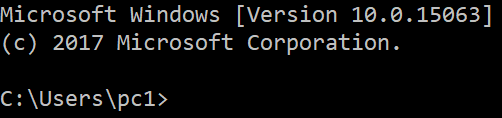 Microsoft Windows [Version 10.0.15063]
(c) 2017 Microsoft Corporation.
C:\Users\pc1>